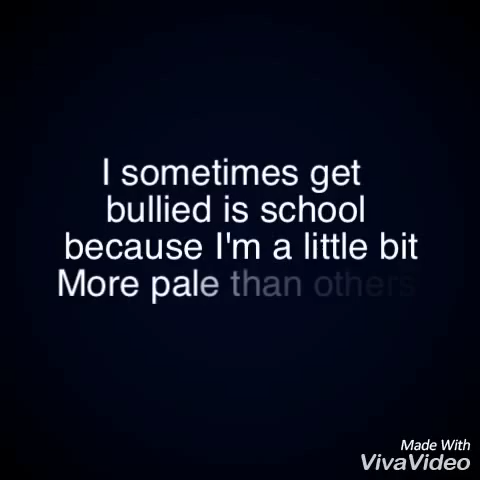 I sometimes get
bullied is school
because I'm a little bit
More pale than others
Made With
VivaVideo